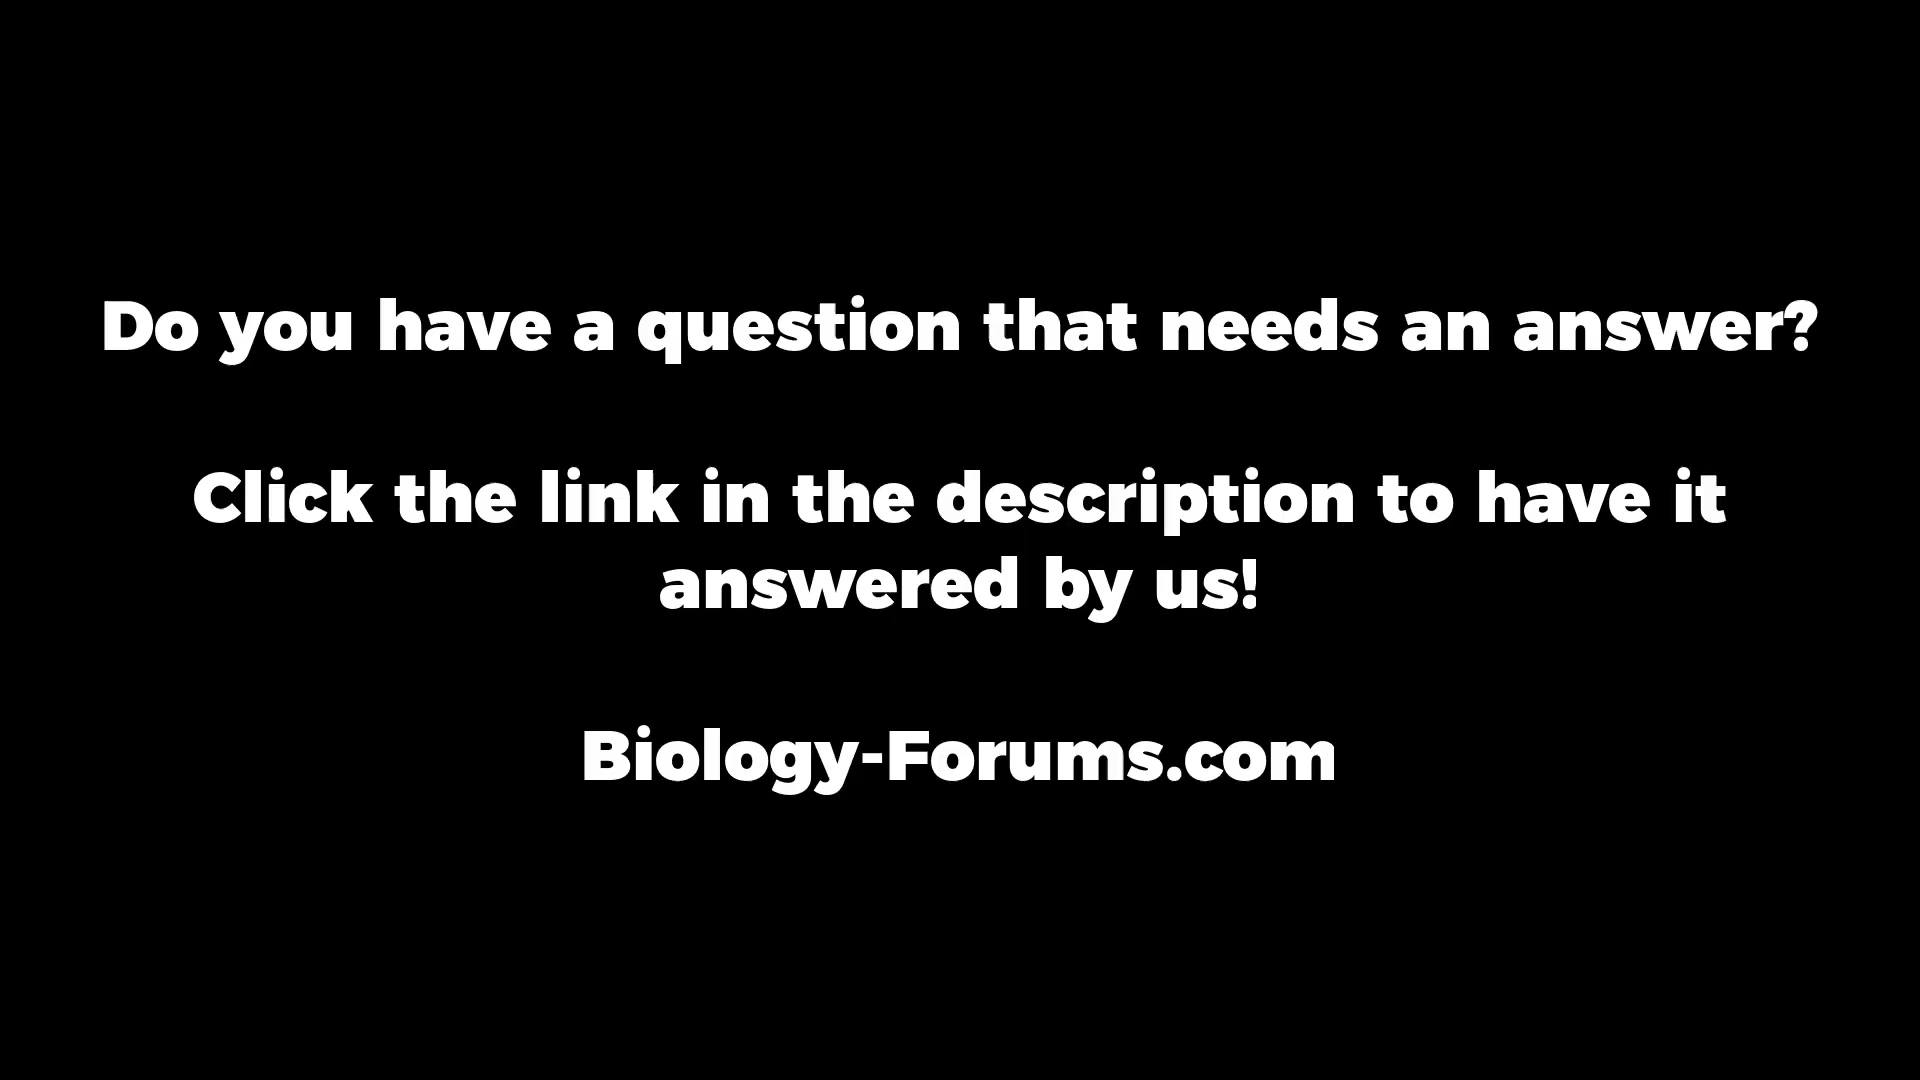 Do you have a question that needs an answer?
Click the link in the description to have it
answered by us!
Biology-Forums.com